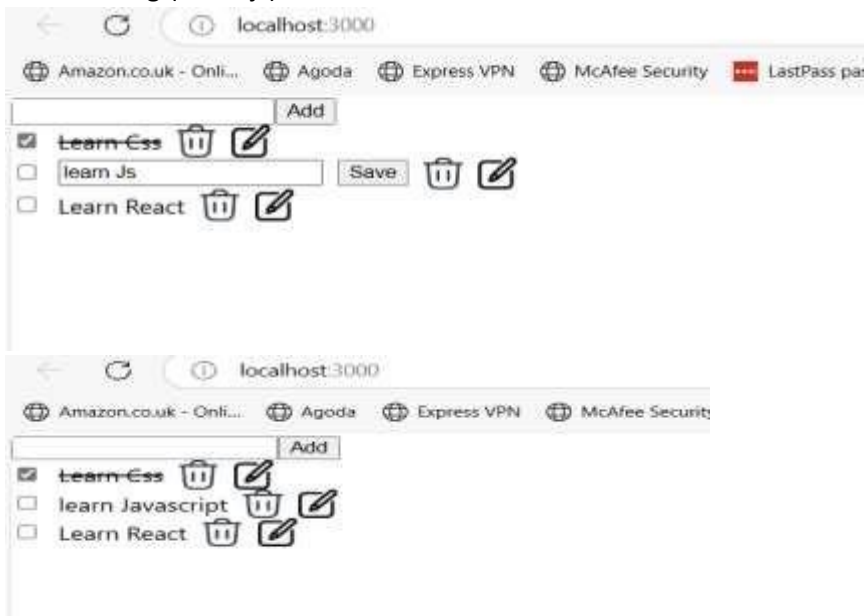 localhost:3000
Amazon.co.uk - Onli... Agoda Express VPN McAfee Security LastPass pas
Add
Learn Css
learn Js Save
Learn React
localhost:3000
Amazon.co.uk - Onli... Agoda Express VPN McAfee Security
Add
Learn Css
learn Javascript
Learn React